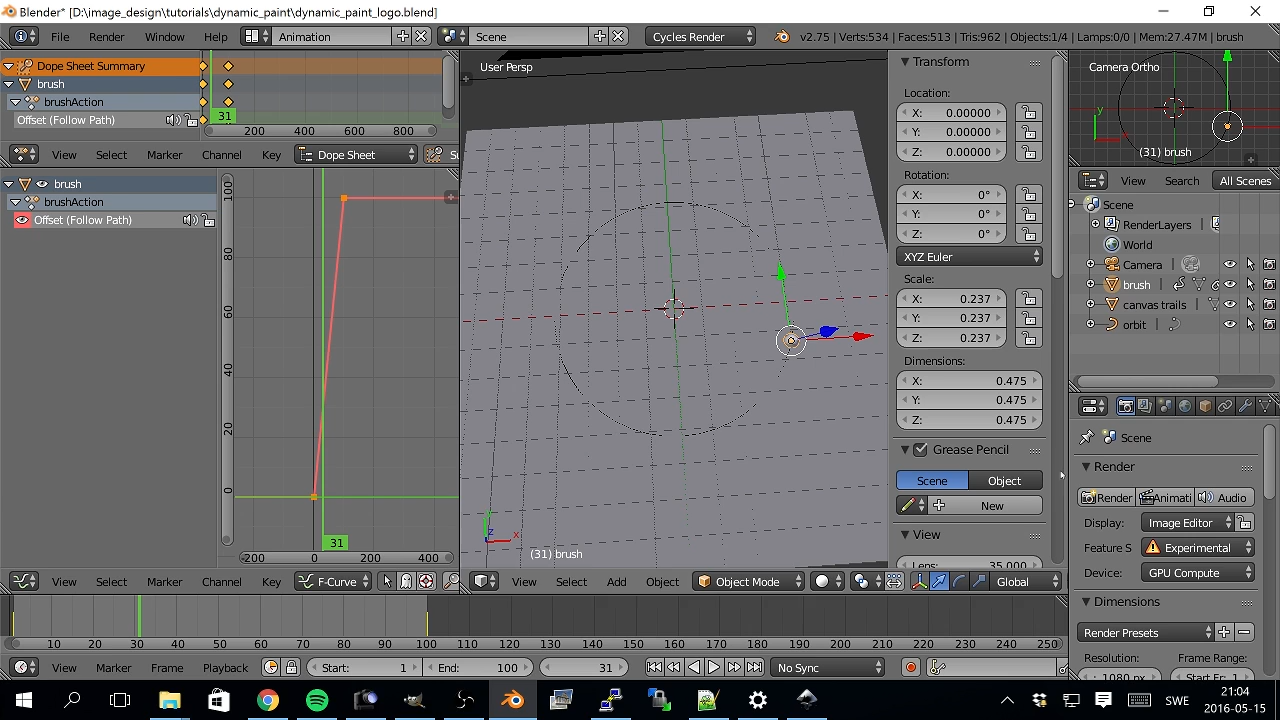 Blender* [D:\image_design\tutorials\dynamic_paint\dynamic_paint_logo.blend]
File Render Window Help Animation Scene Cycles Render v2.75 | Verts:534 | Faces:513 | Tris:962 | Objects:1/4 | Lamps:0/0 | Mem:27.47M | brush
Dope Sheet Summary
brush
brushAction
Offset (Follow Path)
31
200 400 600 800
View Select Marker Channel Key Dope Sheet Su
brush
brushAction
Offset (Follow Path)
100
80
60
40
20
0
31
-200 0 200 400
View Select Marker Channel Key F-Curve
User Persp
z x
(31) brush
View Select Add Object Object Mode Global
Transform
Location:
X: 0.00000
Y: 0.00000
Z: 0.00000
Rotation:
X: 0°
Y: 0°
Z: 0°
XYZ Euler
Scale:
X: 0.237
Y: 0.237
Z: 0.237
Dimensions:
X: 0.475
Y: 0.475
Z: 0.475
Grease Pencil
Scene Object
New
View
Lens: 35.000
Camera Ortho
y
(31) brush
View Search All Scenes
Scene
RenderLayers
World
Camera
brush
canvas trails
orbit
Scene
Render
Render Animati Audio
Display: Image Editor
Feature S Experimental
Device: GPU Compute
Dimensions
Render Presets
Resolution: Frame Range:
1080 px Start Fr: 1
10 20 30 40 50 60 70 80 90 100 110 120 130 140 150 160 170 180 190 200 210 220 230 240 250
View Marker Frame Playback Start: 1 End: 100 31 No Sync
SWE
21:04
2016-05-15